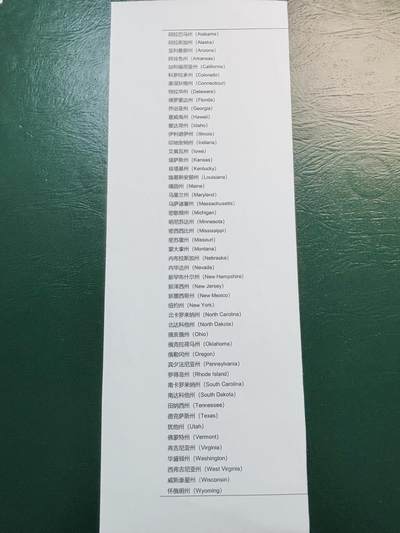 阿拉巴马州（Alabama）
阿拉斯加州（Alaska）
亚利桑那州（Arizona）
阿肯色州（Arkansas）
加利福尼亚州（California）
科罗拉多州（Colorado）
康涅狄格州（Connecticut）
特拉华州（Delaware）
佛罗里达州（Florida）
乔治亚州（Georgia）
夏威夷州（Hawaii）
爱达荷州（Idaho）
伊利诺伊州（Illinois）
印地安纳州（Indiana）
艾奥瓦州（Iowa）
堪萨斯州（Kansas）
肯塔基州（Kentucky）
路易斯安那州（Louisiana）
缅因州（Maine）
马里兰州（Maryland）
马萨诸塞州（Massachusetts）
密歇根州（Michigan）
明尼苏达州（Minnesota）
密西西比州（Mississippi）
密苏里州（Missouri）
蒙大拿州（Montana）
内布拉斯加州（Nebraska）
内华达州（Nevada）
新罕布什尔州（New Hampshire）
新泽西州（New Jersey）
新墨西哥州（New Mexico）
纽约州（New York）
北卡罗来纳州（North Carolina）
北达科他州（North Dakota）
俄亥俄州（Ohio）
俄克拉荷马州（Oklahoma）
俄勒冈州（Oregon）
宾夕法尼亚州（Pennsylvania）
罗得岛州（Rhode Island）
南卡罗来纳州（South Carolina）
南达科他州（South Dakota）
田纳西州（Tennessee）
德克萨斯州（Texas）
犹他州（Utah）
佛蒙特州（Vermont）
弗吉尼亚州（Virginia）
华盛顿州（Washington）
西弗吉尼亚州（West Virginia）
威斯康星州（Wisconsin）
怀俄明州（Wyoming）